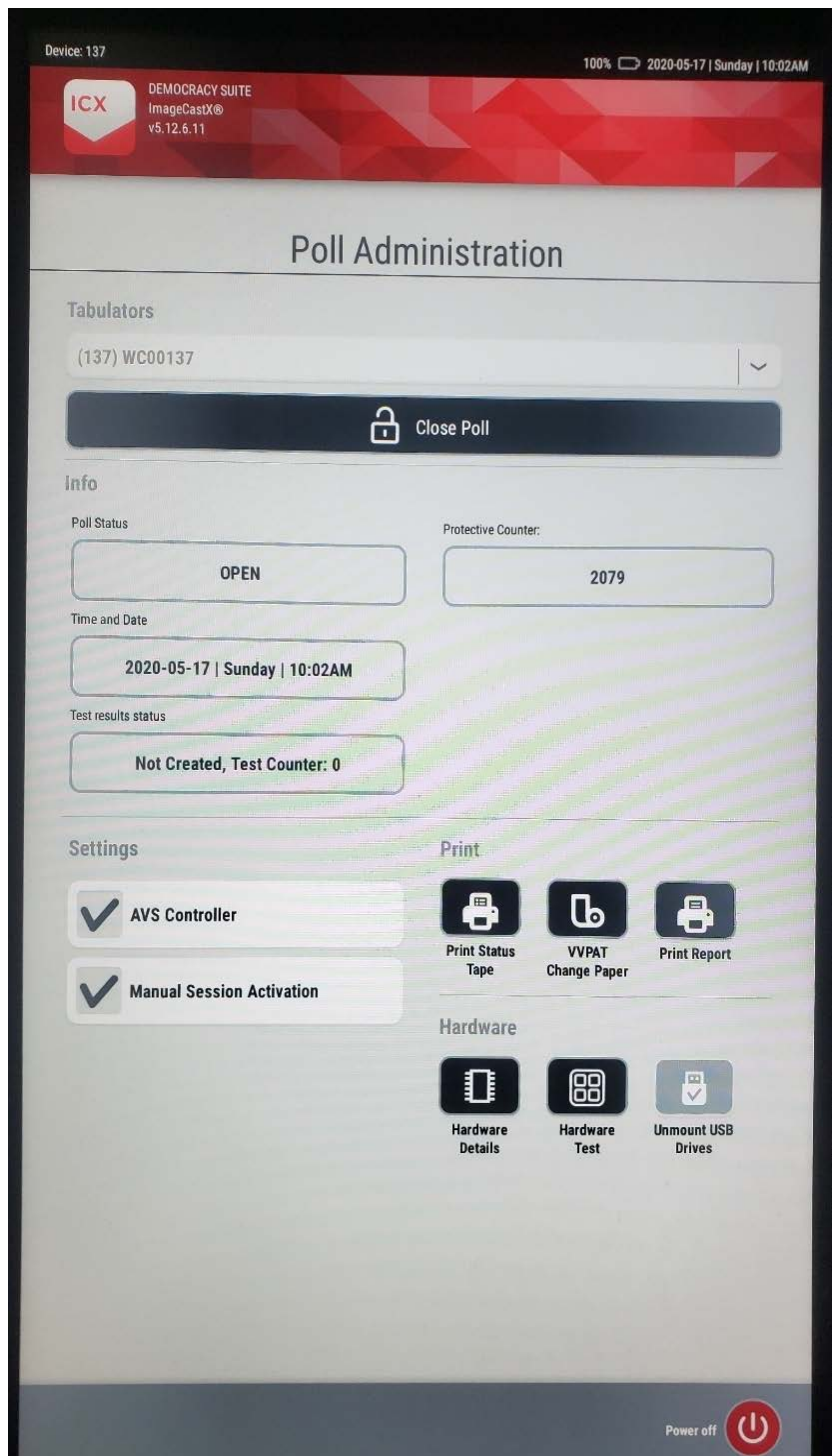 Device: 137
100% 2020-05-17 | Sunday | 10:02AM
ICX
DEMOCRACY SUITE
ImageCastX®
v5.12.6.11
Poll Administration
Tabulators
(137) WC00137
Close Poll
Info
Poll Status
OPEN
Protective Counter:
2079
Time and Date
2020-05-17 | Sunday | 10:02AM
Test results status
Not Created, Test Counter: 0
Settings
AVS Controller
Manual Session Activation
Print
Print Status
Tape
VVPAT
Change Paper
Print Report
Hardware
Hardware
Details
Hardware
Test
Unmount USB
Drives
Power off